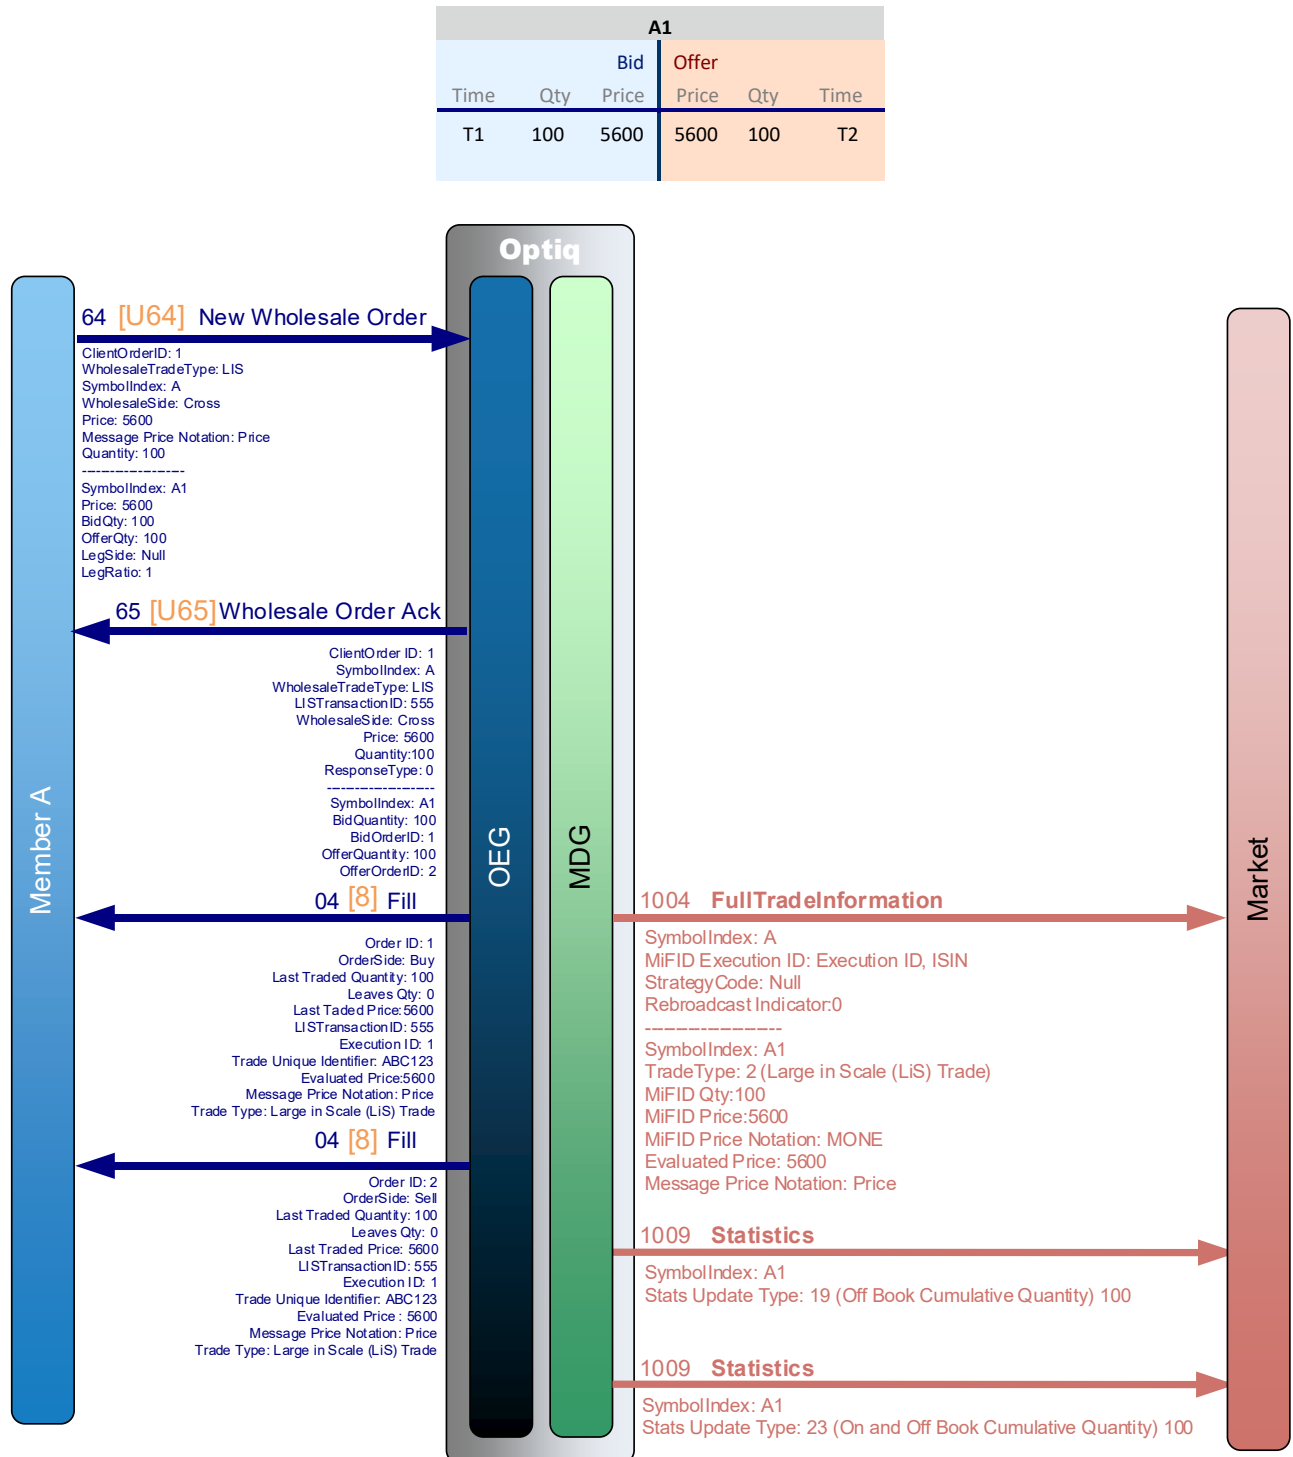 A1
Bid Offer
Time Qty Price Price Qty Time
T1 100 5600 5600 100 T2
Optiq
64 [U64] New Wholesale Order
ClientOrderID: 1
WholesaleTradeType: LIS
SymbolIndex: A
WholesaleSide: Cross
Price: 5600
Message Price Notation: Price
Quantity: 100
----------------------
SymbolIndex: A1
Price: 5600
BidQty: 100
OfferQty: 100
LegSide: Null
LegRatio: 1
65 [U65] Wholesale Order Ack
ClientOrder ID: 1
SymbolIndex: A
WholesaleTradeType: LIS
LISTransactionID: 555
WholesaleSide: Cross
Price: 5600
Quantity:100
ResponseType: 0
----------------------
SymbolIndex: A1
BidQuantity: 100
BidOrderID: 1
OfferQuantity: 100
OfferOrderID: 2
04 [8] Fill
Order ID: 1
OrderSide: Buy
Last Traded Quantity: 100
Leaves Qty: 0
Last Taded Price:5600
LISTransactionID: 555
Execution ID: 1
Trade Unique Identifier: ABC123
Evaluated Price:5600
Message Price Notation: Price
Trade Type: Large in Scale (LiS) Trade
04 [8] Fill
Order ID: 2
OrderSide: Sell
Last Traded Quantity: 100
Leaves Qty: 0
Last Traded Price: 5600
LISTransactionID: 555
Execution ID: 1
Trade Unique Identifier: ABC123
Evaluated Price : 5600
Message Price Notation: Price
Trade Type: Large in Scale (LiS) Trade
Member A
OEG
MDG
1004 FullTradeInformation
SymbolIndex: A
MiFID Execution ID: Execution ID, ISIN
StrategyCode: Null
Rebroadcast Indicator:0
----------------------
SymbolIndex: A1
TradeType: 2 (Large in Scale (LiS) Trade)
MiFID Qty:100
MiFID Price:5600
MiFID Price Notation: MONE
Evaluated Price: 5600
Message Price Notation: Price
1009 Statistics
SymbolIndex: A1
Stats Update Type: 19 (Off Book Cumulative Quantity) 100
1009 Statistics
SymbolIndex: A1
Stats Update Type: 23 (On and Off Book Cumulative Quantity) 100
Market